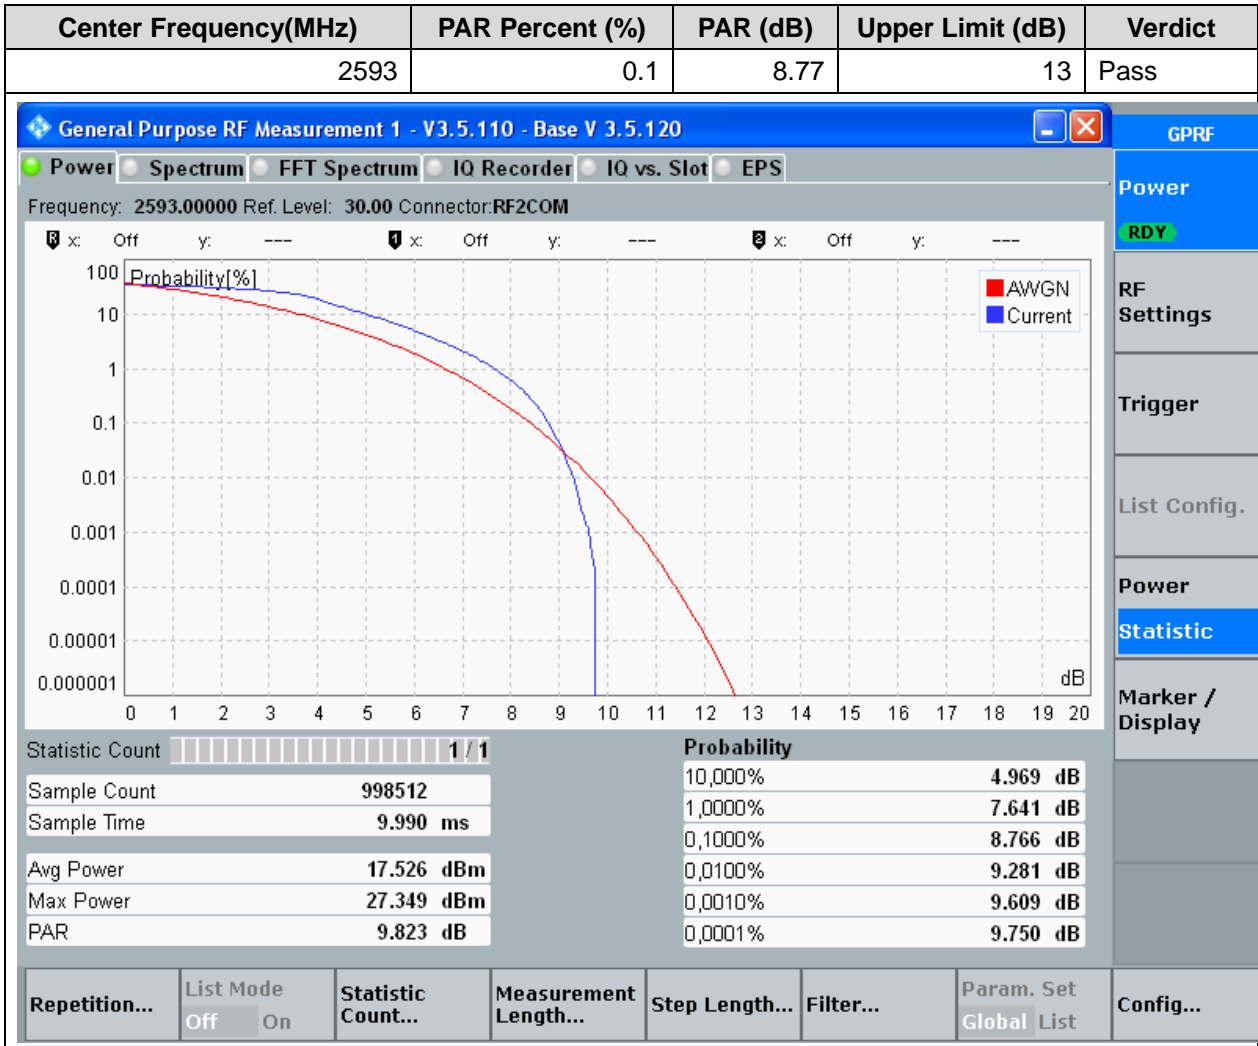 Center Frequency(MHz) PAR Percent (%) PAR (dB) Upper Limit (dB) Verdict
2593 0.1 8.77 13 Pass
General Purpose RF Measurement 1 - V3.5.110 - Base V 3.5.120
GPRF
Power Spectrum FFT Spectrum IQ Recorder IQ vs. Slot EPS
Power
RDY
Frequency: 2593.00000 Ref. Level: 30.00 Connector:RF2COM
R x: Off y: --- 1 x: Off y: --- 2 x: Off y: ---
100 Probability[%]
AWGN
Current
10
1
0.1
0.01
0.001
0.0001
0.00001
0.000001
dB
0 1 2 3 4 5 6 7 8 9 10 11 12 13 14 15 16 17 18 19 20
RF
Settings
Trigger
List Config.
Power
Statistic
Marker /
Display
Statistic Count 1 / 1
Sample Count 998512
Sample Time 9.990 ms
Avg Power 17.526 dBm
Max Power 27.349 dBm
PAR 9.823 dB
Probability
10,000% 4.969 dB
1,0000% 7.641 dB
0,1000% 8.766 dB
0,0100% 9.281 dB
0,0010% 9.609 dB
0,0001% 9.750 dB
Repetition...
List Mode
Off On
Statistic
Count...
Measurement
Length...
Step Length...
Filter...
Param. Set
Global List
Config...